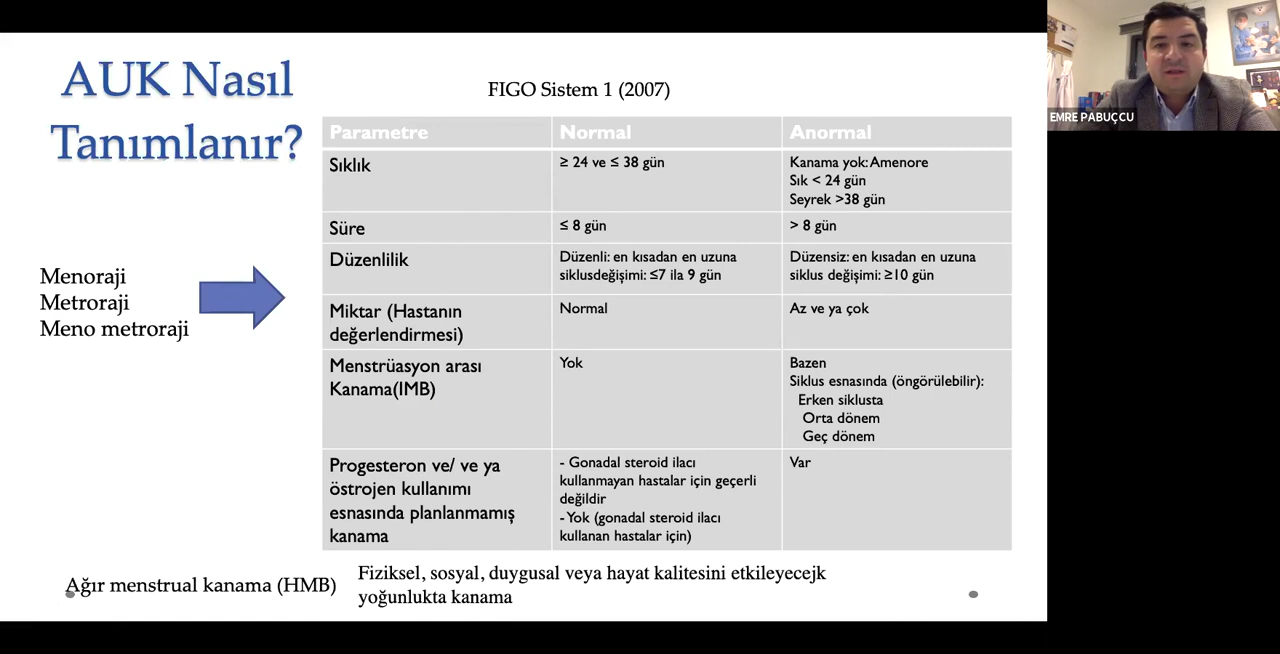 AUK Nasıl
Tanımlanır?
FIGO Sistem 1 (2007)
EMRE PABUÇCU
Parametre
Normal
Anormal
Sıklık
≥ 24 ve ≤ 38 gün
Kanama yok: Amenore
Sık < 24 gün
Seyrek >38 gün
Süre
≤ 8 gün
> 8 gün
Düzenlilik
Düzenli: en kısadan en uzuna
siklusdeğişimi: ≤7 ila 9 gün
Düzensiz: en kısadan en uzuna
siklus değişimi: ≥10 gün
Menoraji
Metroraji
Meno metroraji
Miktar (Hastanın
değerlendirmesi)
Normal
Az ve ya çok
Menstrüasyon arası
Kanama(IMB)
Yok
Bazen
Siklus esnasında (öngörülebilir):
Erken siklusta
Orta dönem
Geç dönem
Progesteron ve/ ve ya
östrojen kullanımı
esnasında planlanmamış
kanama
- Gonadal steroid ilacı
kullanmayan hastalar için geçerli
değildir
- Yok (gonadal steroid ilacı
kullanan hastalar için)
Var
Ağır menstrual kanama (HMB)
Fiziksel, sosyal, duygusal veya hayat kalitesini etkileyecejk
yoğunlukta kanama